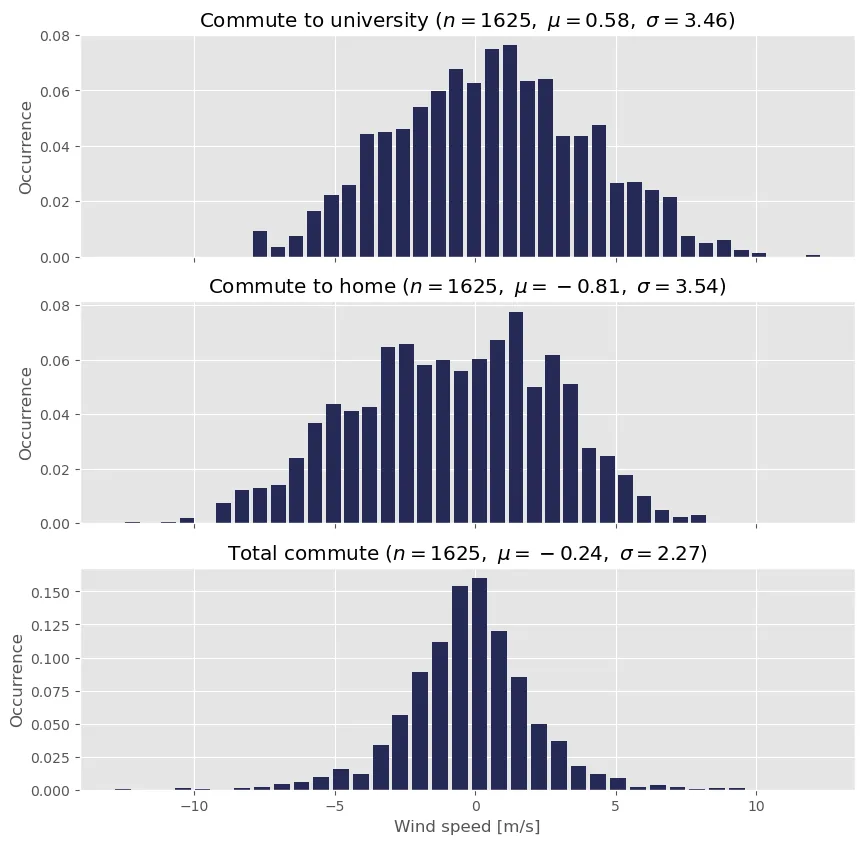 Commute to university (n = 1625, μ = 0.58, σ = 3.46)
0.08
0.06
0.04
0.02
0.00
Occurrence
Commute to home (n = 1625, μ = −0.81, σ = 3.54)
0.08
0.06
0.04
0.02
0.00
Occurrence
Total commute (n = 1625, μ = −0.24, σ = 2.27)
0.150
0.125
0.100
0.075
0.050
0.025
0.000
Occurrence
−10 −5 0 5 10
Wind speed [m/s]